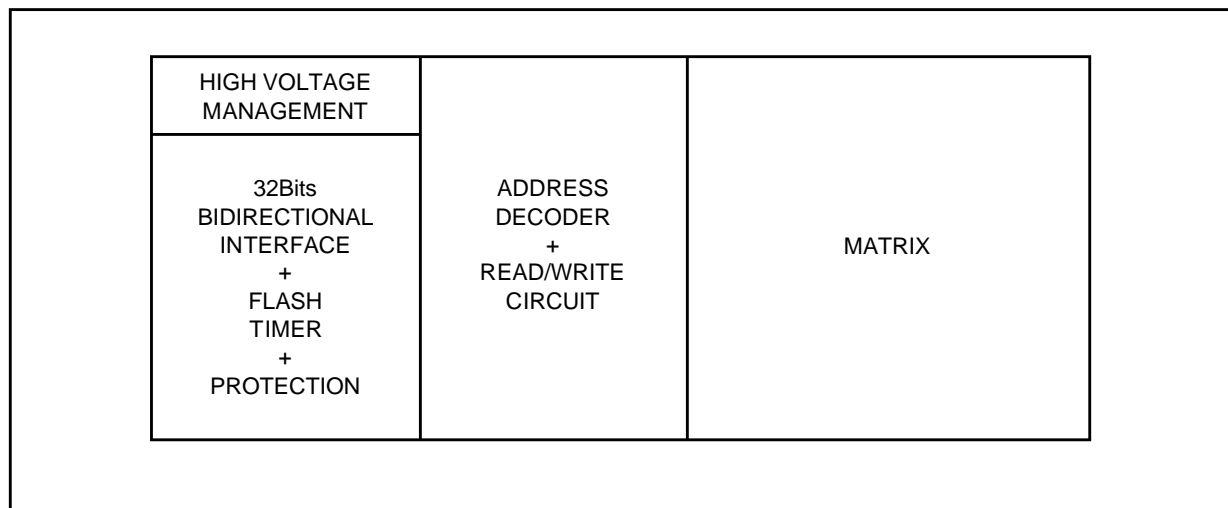 HIGH VOLTAGE
MANAGEMENT
32Bits
BIDIRECTIONAL
INTERFACE
+
FLASH
TIMER
+
PROTECTION
ADDRESS
DECODER
+
READ/WRITE
CIRCUIT
MATRIX